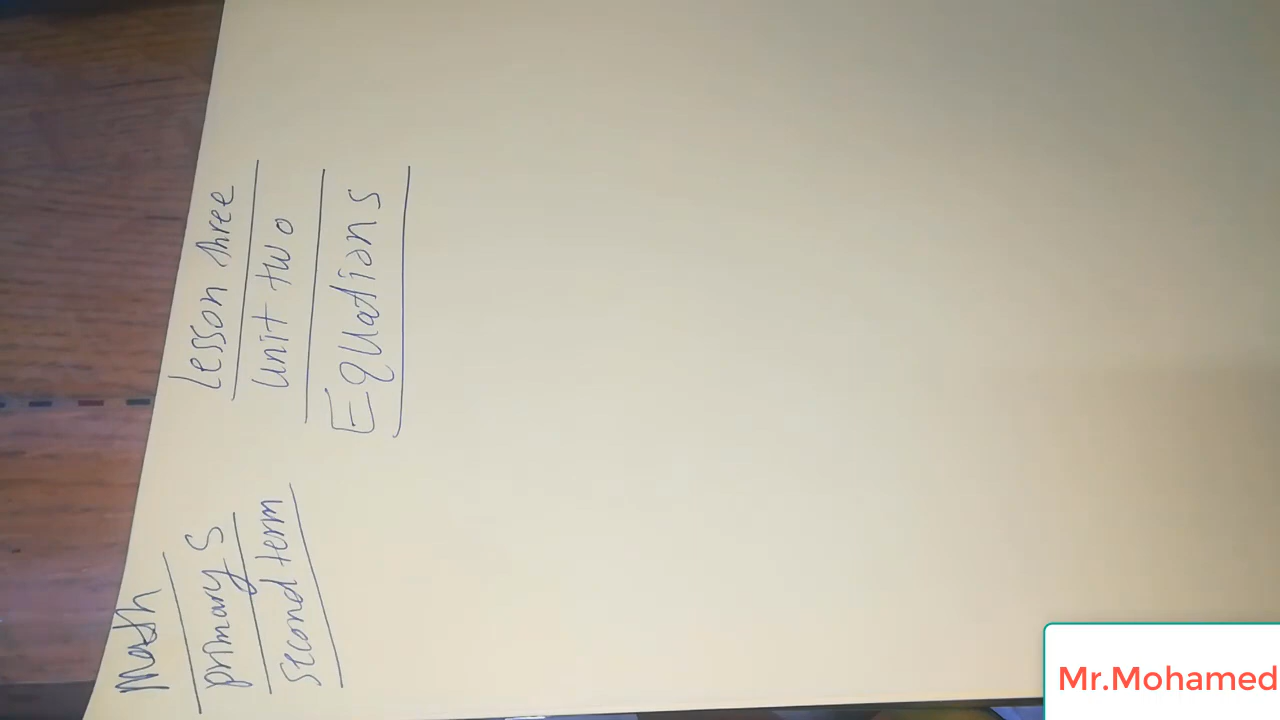 Math
primary 5
second term
Lesson three
unit two
Equations
Mr.Mohamed